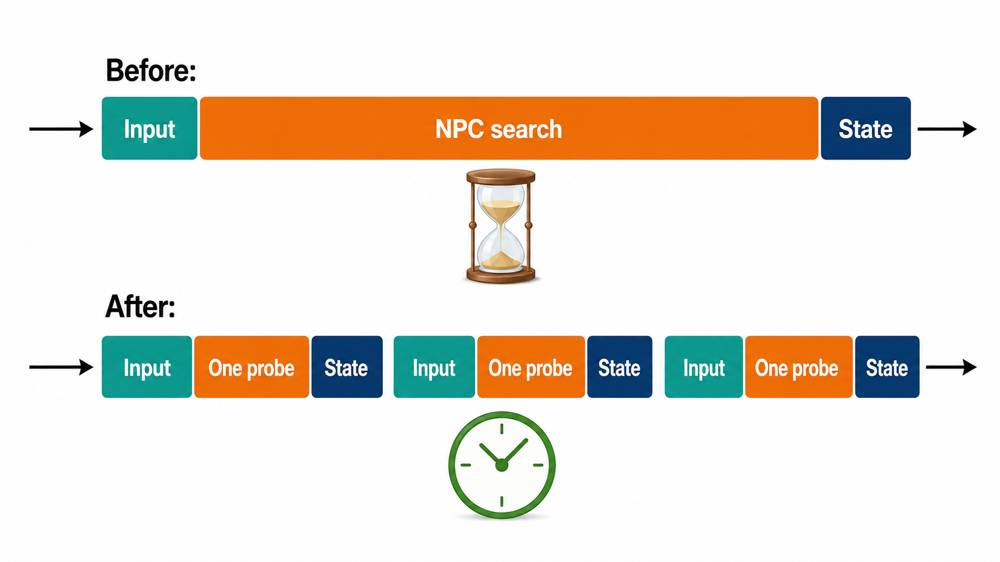 Before:
Input NPC search State
After:
Input One probe State Input One probe State Input One probe State